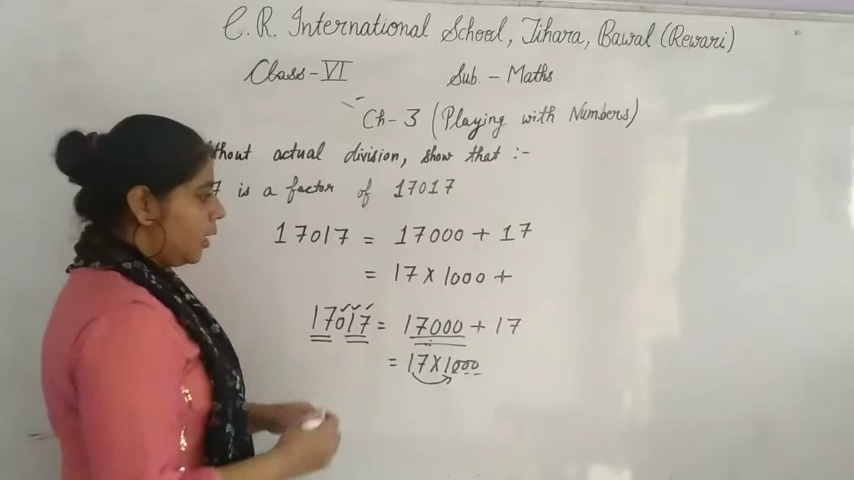 C.R. International School, Jihara, Bawal (Rewari)
Class-VI Sub. - Maths
Ch-3 (Playing with Numbers)
actual division, show that :-
7 is a factor of 17017
17017 = 17000 + 17
= 17 x 1000 +
17017 = 17000 + 17
= 17 x 1000